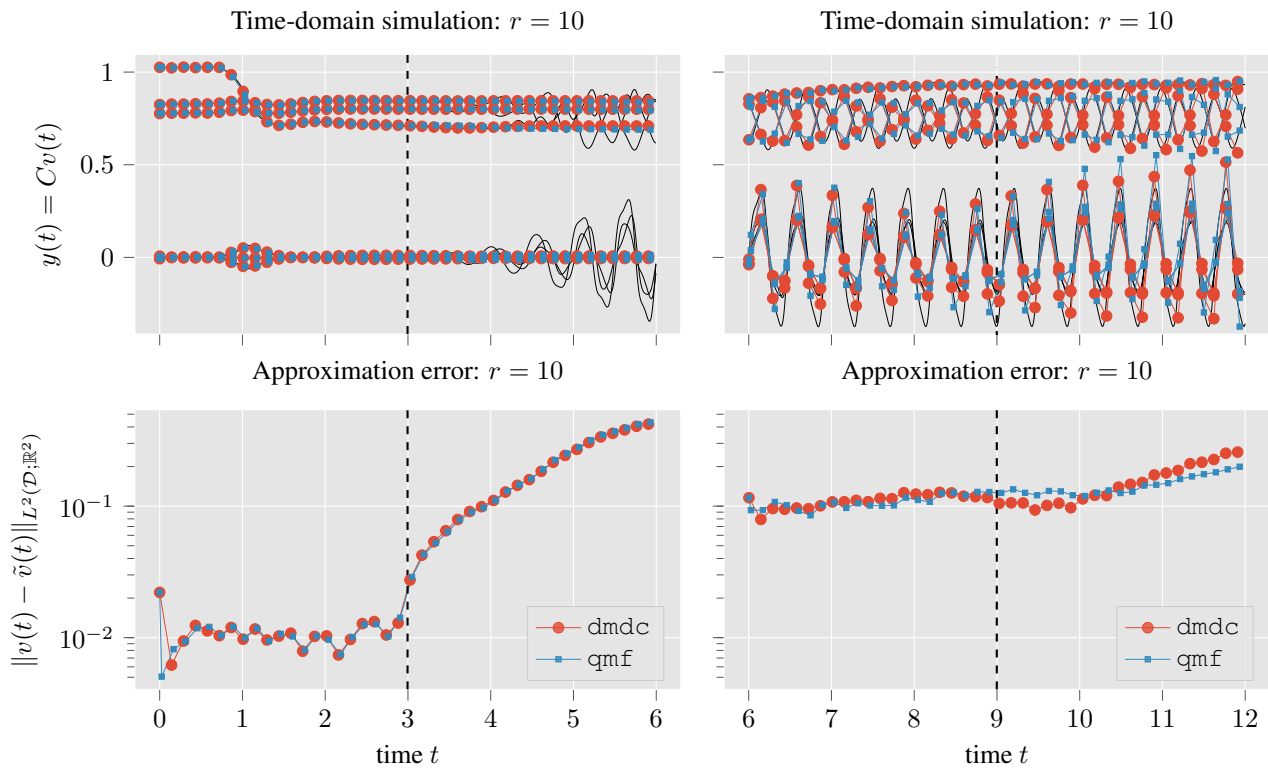 Time-domain simulation: r = 10
Time-domain simulation: r = 10
y(t) = Cv(t)
1
0.5
0
Approximation error: r = 10
Approximation error: r = 10
‖v(t) − ṽ(t)‖_{L²(𝒟;ℝ²)}
10⁻¹
10⁻²
dmdc
qmf
dmdc
qmf
0 1 2 3 4 5 6
6 7 8 9 10 11 12
time t
time t